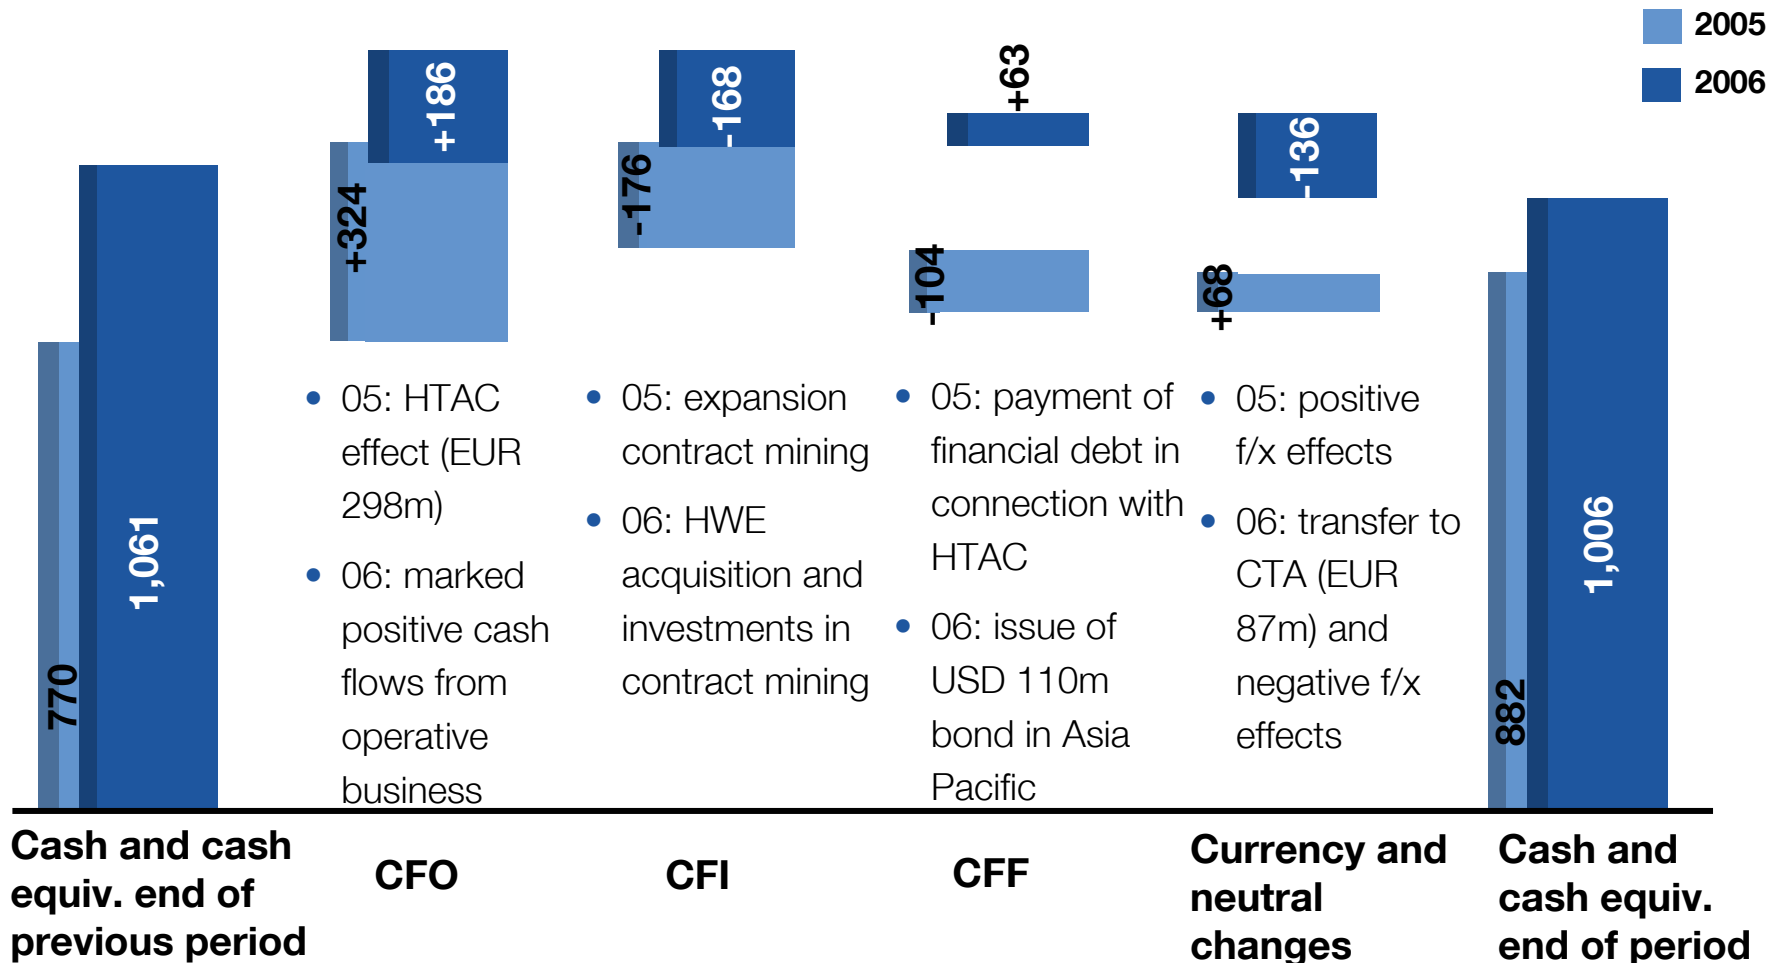 2005
2006
+186
-168
+63
-136
+324
-176
-104
+68
1,061
770
1,006
882
• 05: HTAC
effect (EUR
298m)
• 06: marked
positive cash
flows from
operative
business
• 05: expansion
contract mining
• 06: HWE
acquisition and
investments in
contract mining
• 05: payment of
financial debt in
connection with
HTAC
• 06: issue of
USD 110m
bond in Asia
Pacific
• 05: positive
f/x effects
• 06: transfer to
CTA (EUR
87m) and
negative f/x
effects
Cash and cash
equiv. end of
previous period
CFO
CFI
CFF
Currency and
neutral
changes
Cash and
cash equiv.
end of period